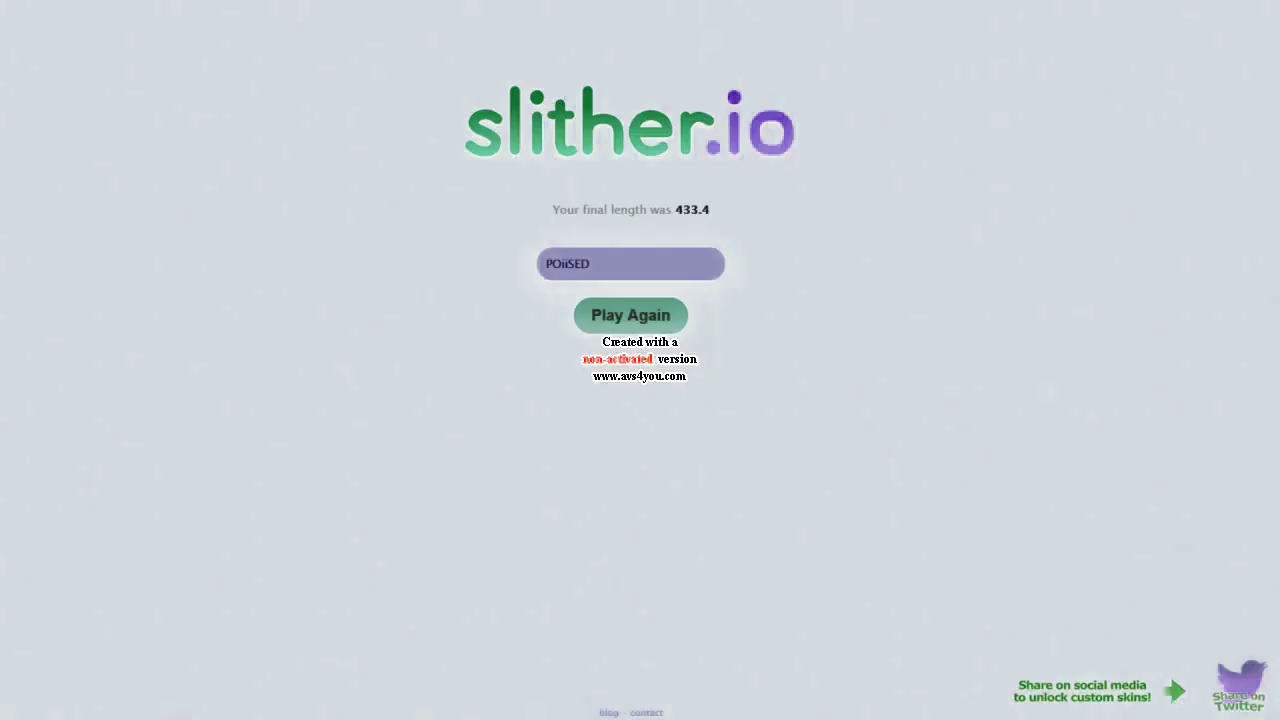 slither.io
Your final length was 433.4
POiiSED
Play Again
Created with a
non-activated version
www.avs4you.com
Share on social media
to unlock custom skins!
Share on
Twitter
blog - contact